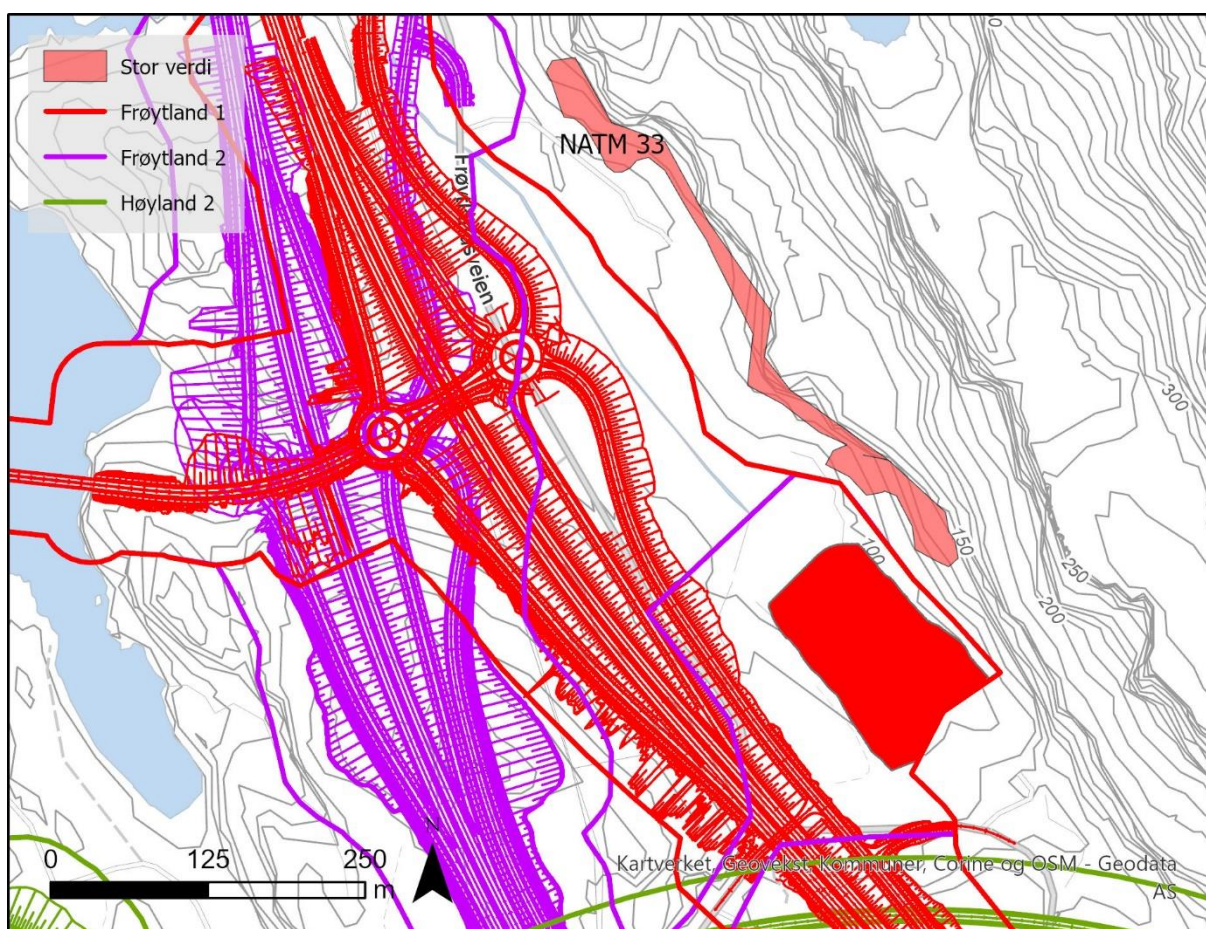 Stor verdi
Frøytland 1
Frøytland 2
Høyland 2
NATM 33
300
100
150
250
200
N
0
125
250
m
Kartverket, Geovekst, Kommuner, Corine og OSM - Geodata
AS